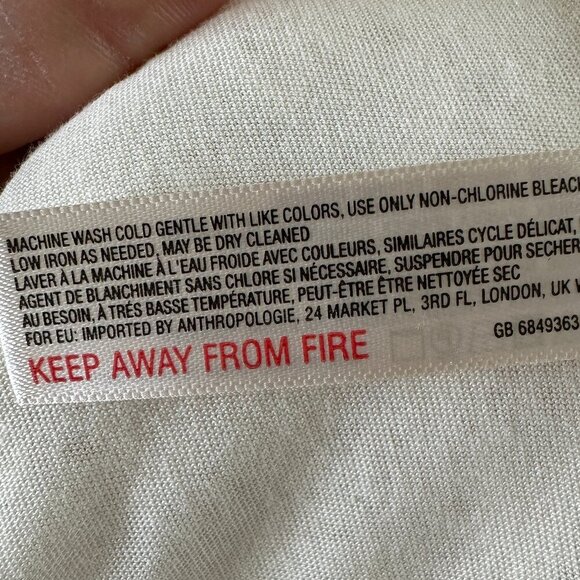 MACHINE WASH COLD GENTLE WITH LIKE COLORS, USE ONLY NON-CHLORINE BLEACH
LOW IRON AS NEEDED, MAY BE DRY CLEANED
LAVER À LA MACHINE À L'EAU FROIDE AVEC COULEURS, SIMILAIRES CYCLE DÉLICAT,
AGENT DE BLANCHIMENT SANS CHLORE SI NÉCESSAIRE, SUSPENDRE POUR SECHER
AU BESOIN, À TRÉS BASSE TEMPÉRATURE, PEUT-ÊTRE ÊTRE NETTOYÉE SEC
FOR EU: IMPORTED BY ANTHROPOLOGIE, 24 MARKET PL, 3RD FL, LONDON, UK W
KEEP AWAY FROM FIRE GB 6849363